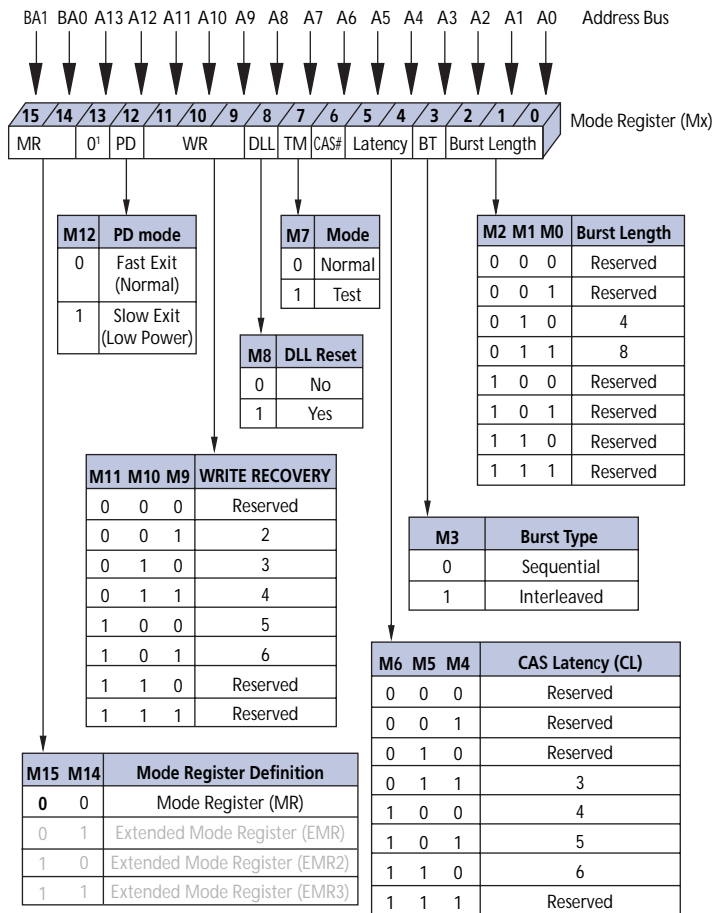 BA1 BA0 A13 A12 A11 A10 A9 A8 A7 A6 A5 A4 A3 A2 A1 A0 Address Bus
15 14 13 12 11 10 9 8 7 6 5 4 3 2 1 0 Mode Register (Mx)
MR 0¹ PD WR DLL TM CAS# Latency BT Burst Length
M12 PD mode
0 Fast Exit
(Normal)
1 Slow Exit
(Low Power)
M7 Mode
0 Normal
1 Test
M2 M1 M0 Burst Length
0 0 0 Reserved
0 0 1 Reserved
0 1 0 4
0 1 1 8
1 0 0 Reserved
1 0 1 Reserved
1 1 0 Reserved
1 1 1 Reserved
M8 DLL Reset
0 No
1 Yes
M11 M10 M9 WRITE RECOVERY
0 0 0 Reserved
0 0 1 2
0 1 0 3
0 1 1 4
1 0 0 5
1 0 1 6
1 1 0 Reserved
1 1 1 Reserved
M3 Burst Type
0 Sequential
1 Interleaved
M6 M5 M4 CAS Latency (CL)
0 0 0 Reserved
0 0 1 Reserved
0 1 0 Reserved
0 1 1 3
1 0 0 4
1 0 1 5
1 1 0 6
1 1 1 Reserved
M15 M14 Mode Register Definition
0 0 Mode Register (MR)
0 1 Extended Mode Register (EMR)
1 0 Extended Mode Register (EMR2)
1 1 Extended Mode Register (EMR3)